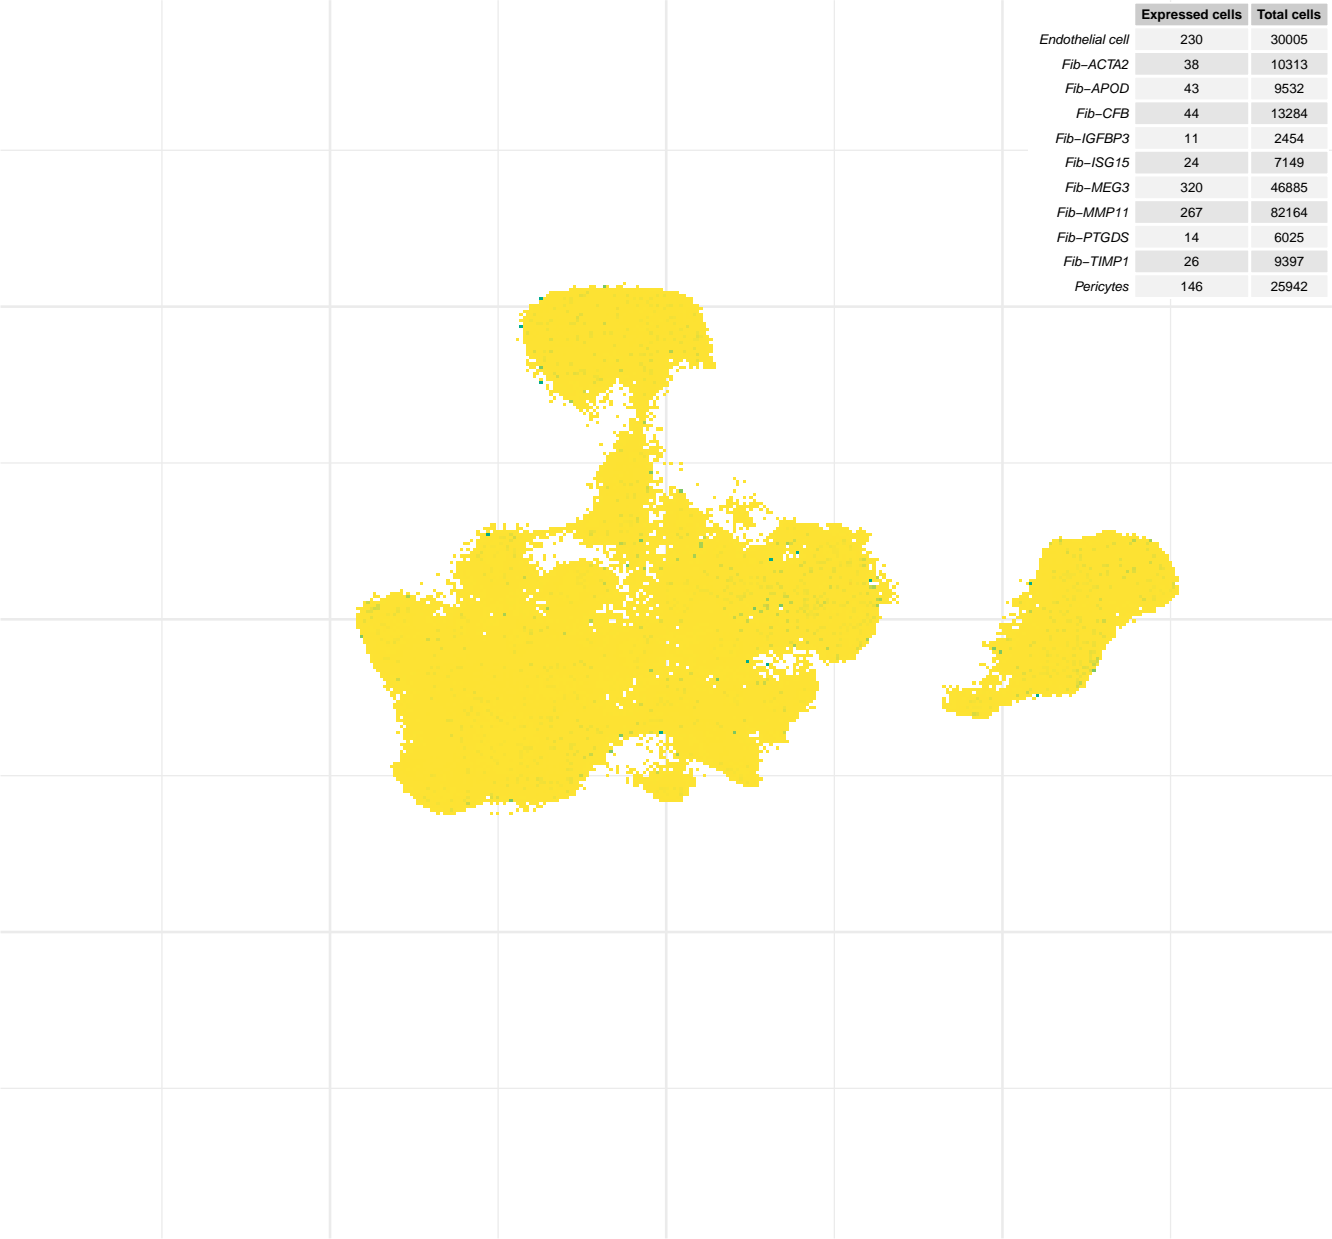 Expressed cells Total cells
Endothelial cell 230 30005
Fib−ACTA2 38 10313
Fib−APOD 43 9532
Fib−CFB 44 13284
Fib−IGFBP3 11 2454
Fib−ISG15 24 7149
Fib−MEG3 320 46885
Fib−MMP11 267 82164
Fib−PTGDS 14 6025
Fib−TIMP1 26 9397
Pericytes 146 25942